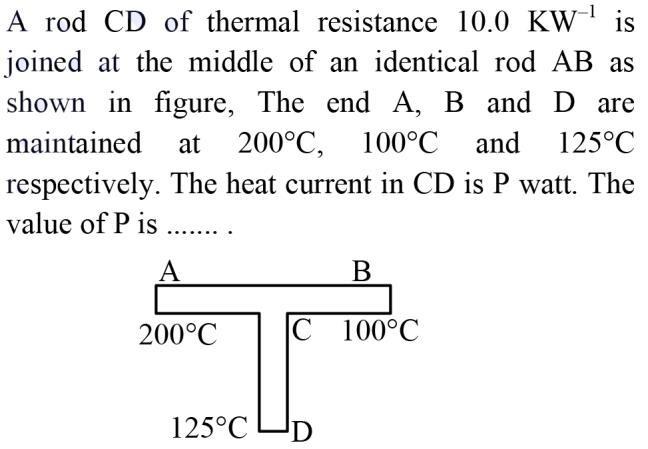 A rod CD of thermal resistance 10.0 KW⁻¹ is
joined at the middle of an identical rod AB as
shown in figure, The end A, B and D are
maintained at 200°C, 100°C and 125°C
respectively. The heat current in CD is P watt. The
value of P is ....... .
A B
200°C C 100°C
125°C D